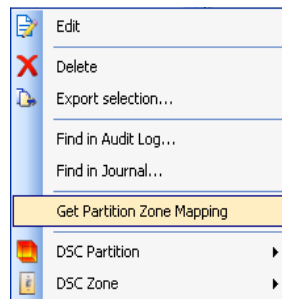 Edit
Delete
Export selection...
Find in Audit Log...
Find in Journal...
Get Partition Zone Mapping
DSC Partition
DSC Zone